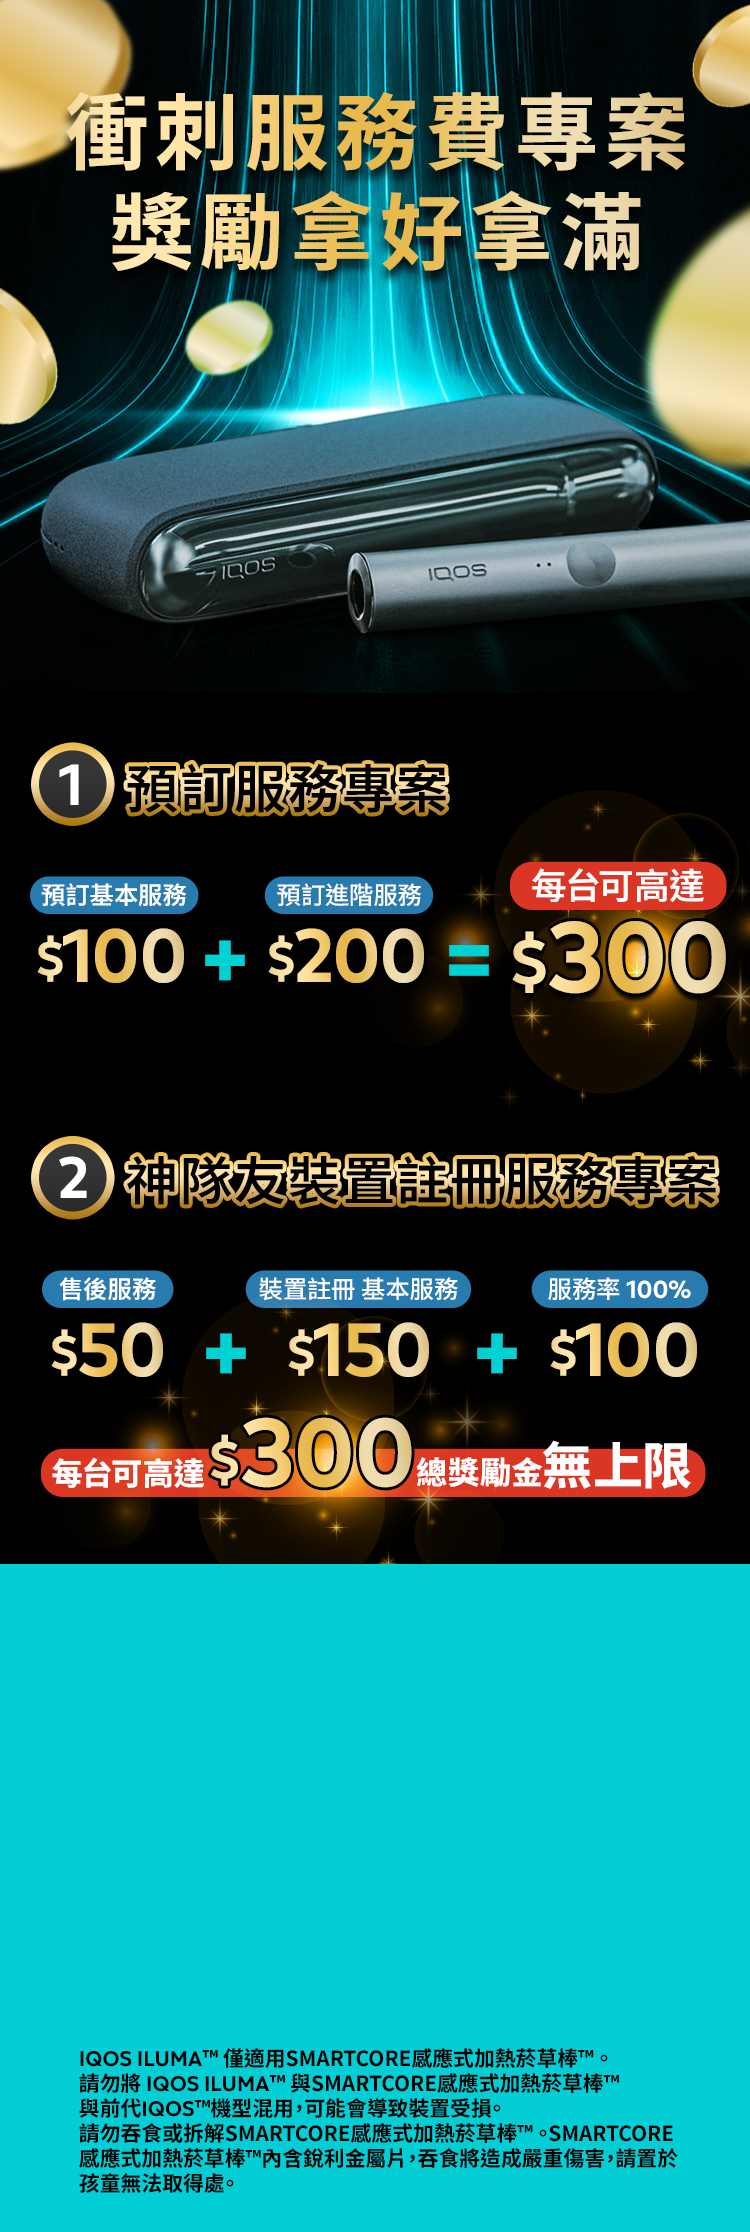 衝刺服務費專案
獎勵拿好拿滿
IQOS
IQOS
1 預訂服務專案
預訂基本服務 預訂進階服務 每台可高達
$100 + $200 = $300
2 神隊友裝置註冊服務專案
售後服務 裝置註冊 基本服務 服務率 100%
$50 + $150 + $100
每台可高達 $300 總獎勵金無上限
IQOS ILUMA™ 僅適用SMARTCORE感應式加熱菸草棒™。
請勿將 IQOS ILUMA™ 與SMARTCORE感應式加熱菸草棒™
與前代IQOS™機型混用,可能會導致裝置受損。
請勿吞食或拆解SMARTCORE感應式加熱菸草棒™。SMARTCORE
感應式加熱菸草棒™內含銳利金屬片,吞食將造成嚴重傷害,請置於
孩童無法取得處。